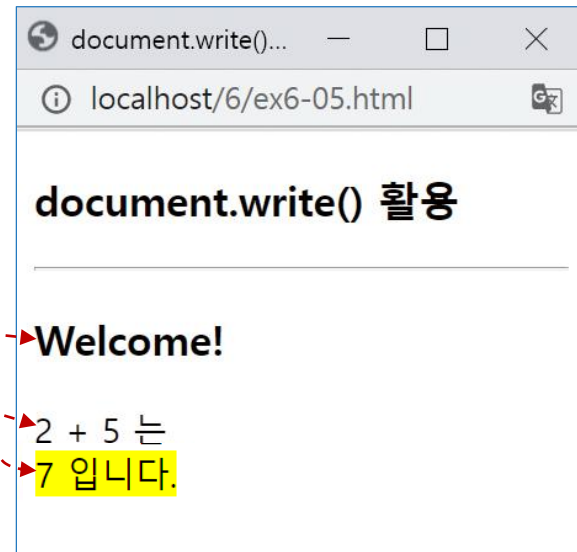 document.write()...
localhost/6/ex6-05.html
document.write() 활용
Welcome!
2 + 5 는
7 입니다.